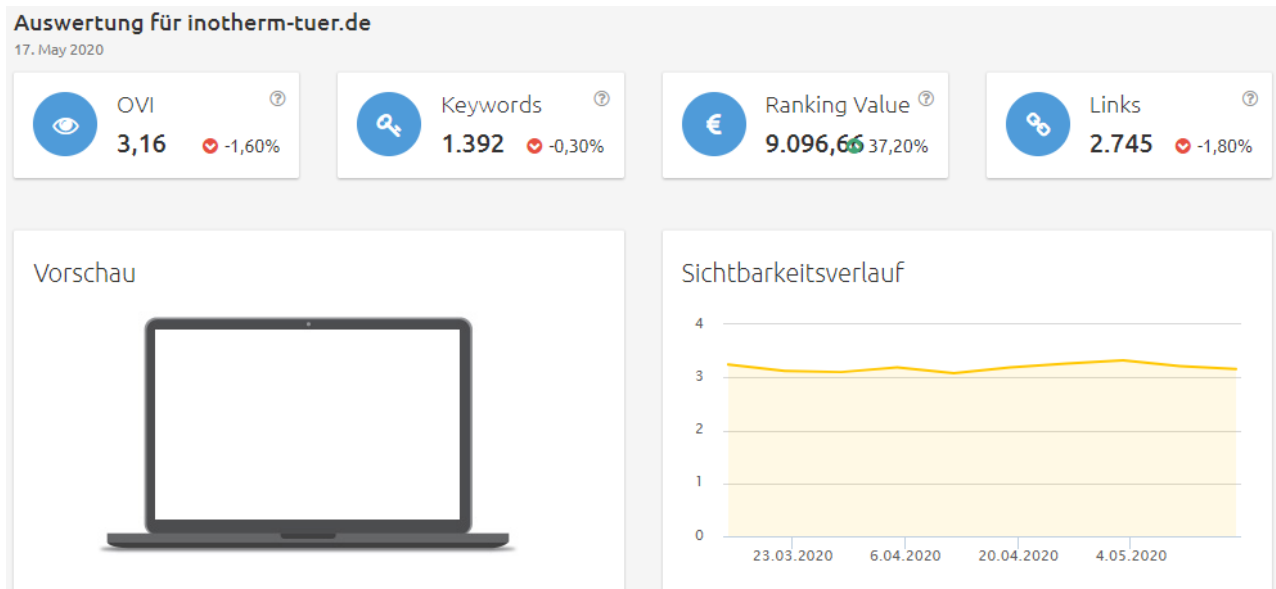 Auswertung für inotherm-tuer.de
17. May 2020
OVI
3,16 -1,60%
Keywords
1.392 -0,30%
Ranking Value
€
9.096,66 37,20%
Links
2.745 -1,80%
Vorschau
Sichtbarkeitsverlauf
4
3
2
1
0
23.03.2020 6.04.2020 20.04.2020 4.05.2020